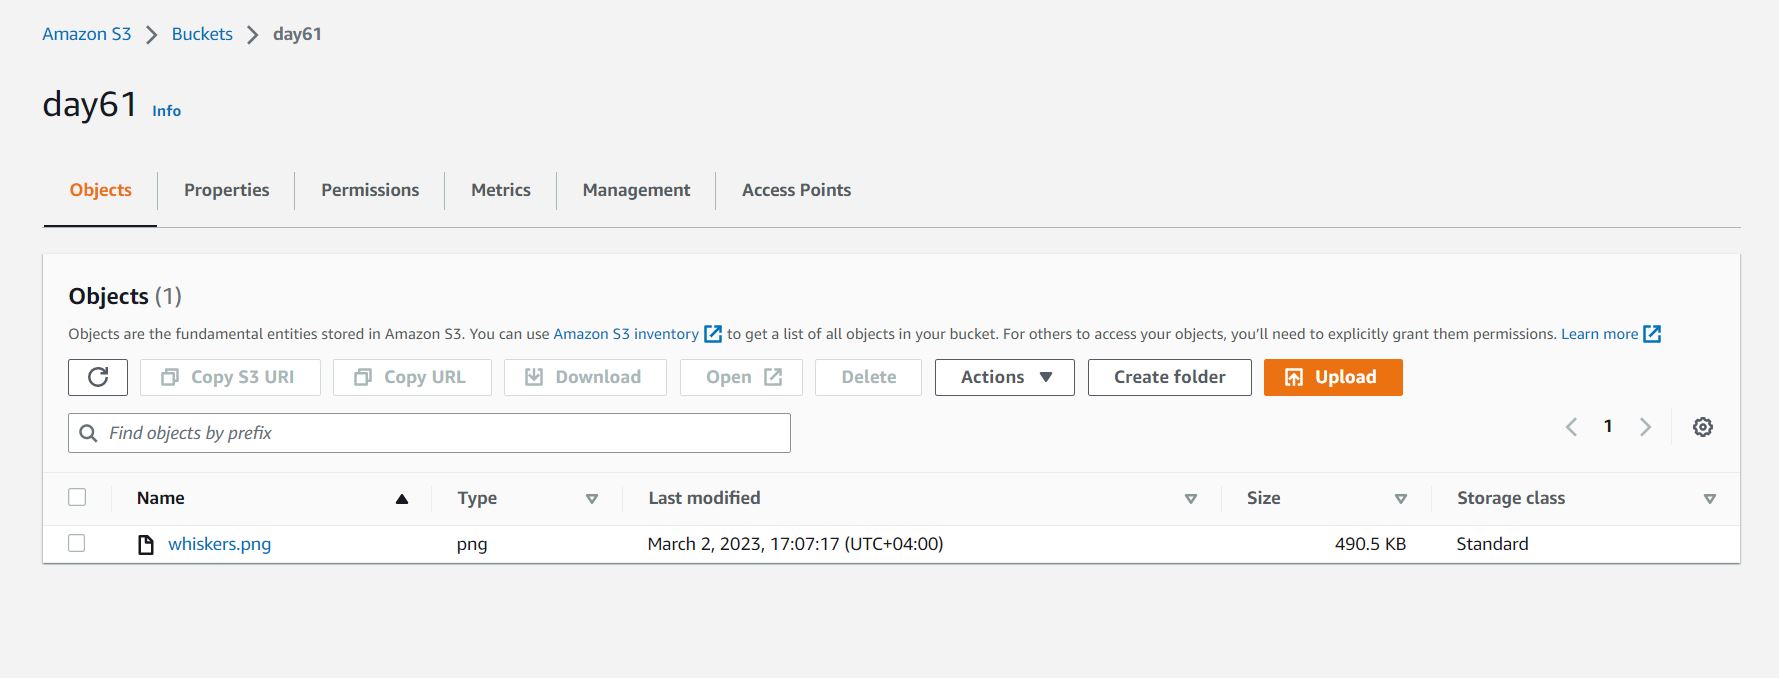 Amazon S3 > Buckets > day61
day61 Info
Objects Properties Permissions Metrics Management Access Points
Objects (1)
Objects are the fundamental entities stored in Amazon S3. You can use Amazon S3 inventory to get a list of all objects in your bucket. For others to access your objects, you’ll need to explicitly grant them permissions. Learn more
Copy S3 URI Copy URL Download Open Delete Actions Create folder Upload
Find objects by prefix 1
Name Type Last modified Size Storage class
whiskers.png png March 2, 2023, 17:07:17 (UTC+04:00) 490.5 KB Standard